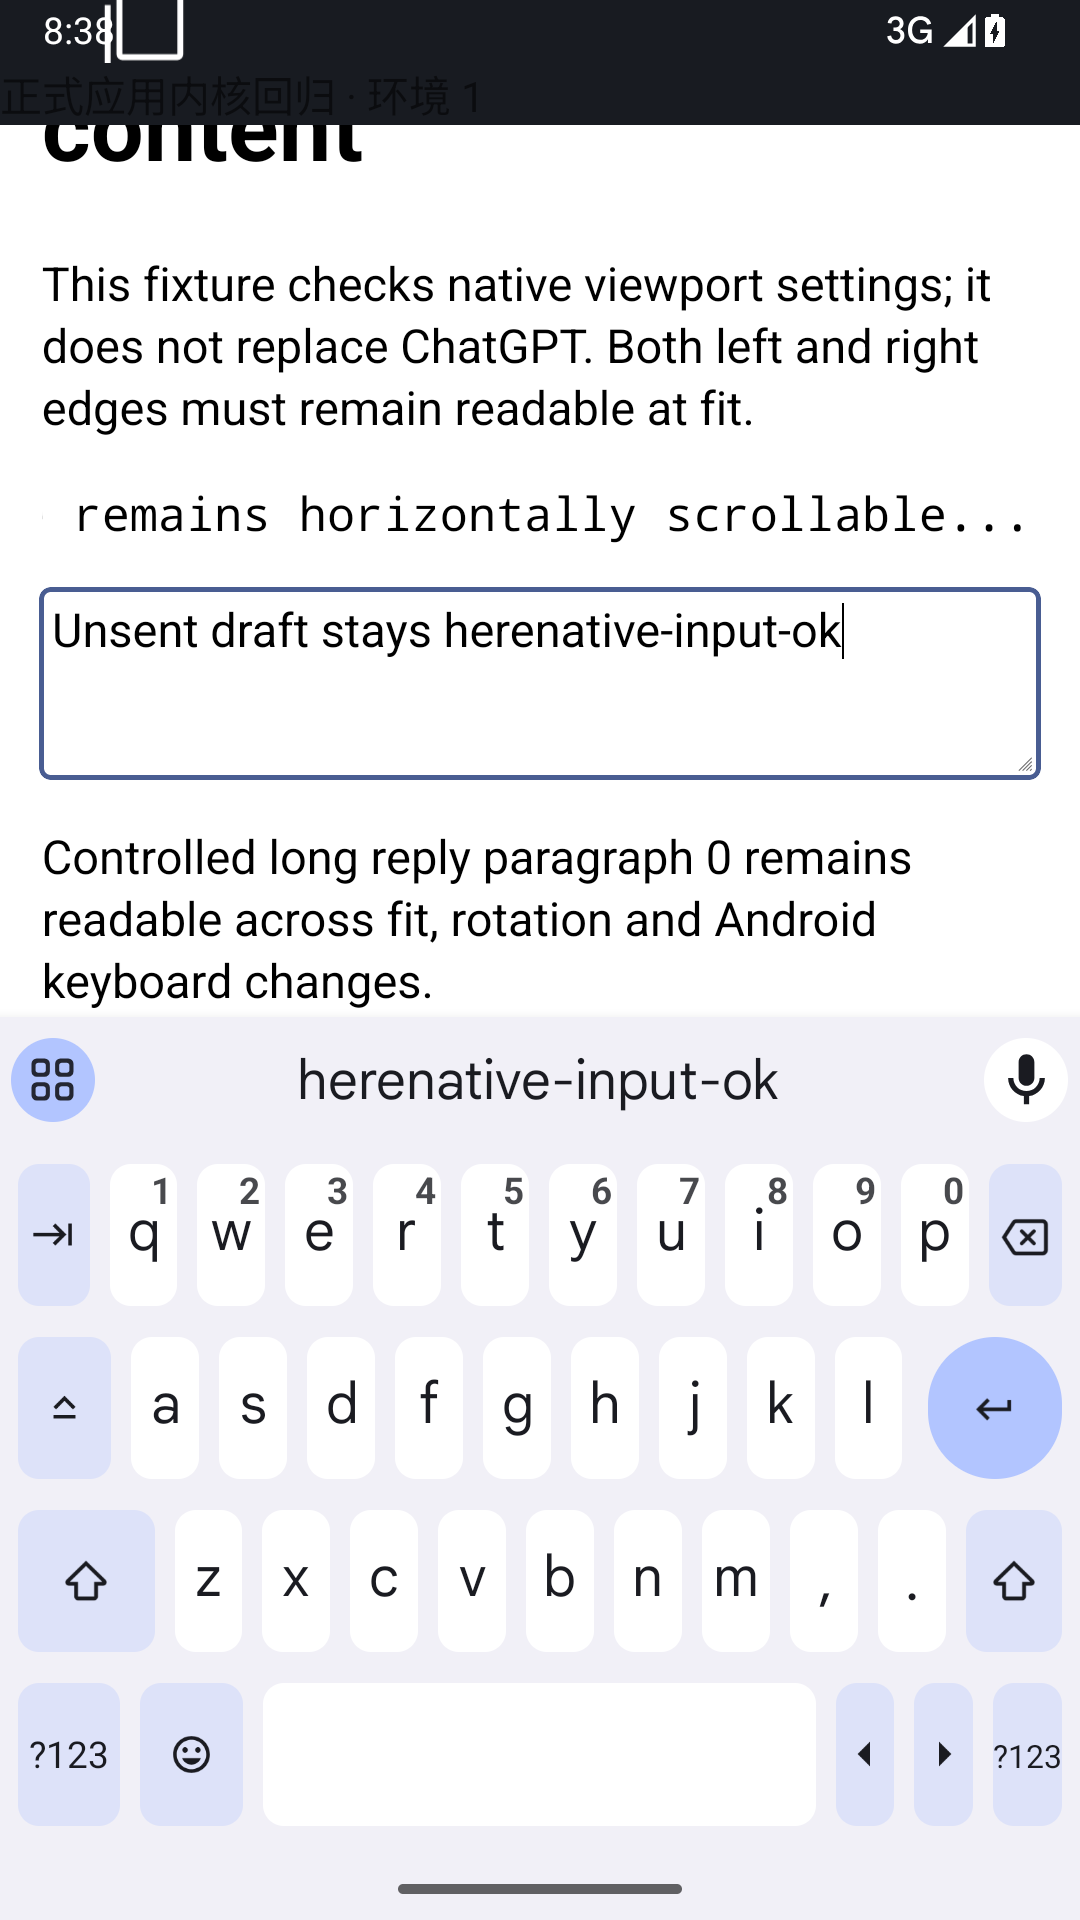 8:38
3G
正式应用内核回归 · 环境 1
content
This fixture checks native viewport settings; it
does not replace ChatGPT. Both left and right
edges must remain readable at fit.
remains horizontally scrollable...
Unsent draft stays herenative-input-ok
Controlled long reply paragraph 0 remains
readable across fit, rotation and Android
keyboard changes.
herenative-input-ok
1 2 3 4 5 6 7 8 9 0
q w e r t y u i o p
a s d f g h j k l
z x c v b n m , .
?123 ?123